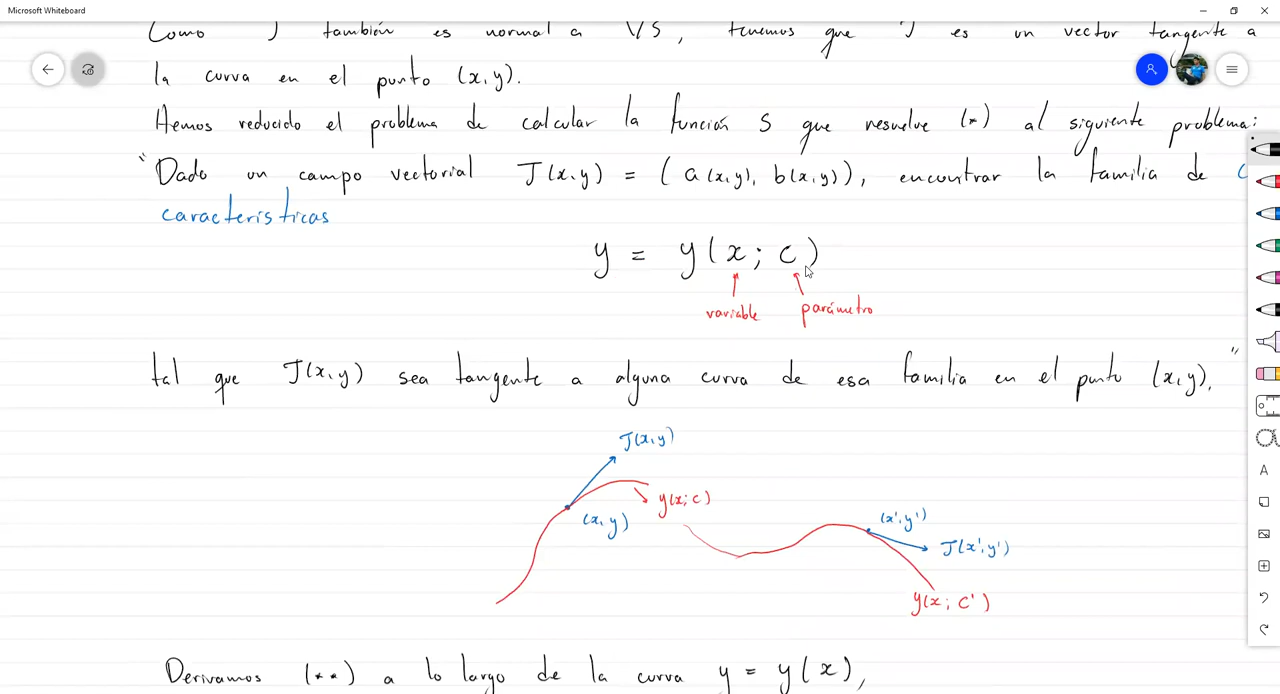 Microsoft Whiteboard
Como J también es normal a ∇S, tenemos que J es un vector tangente a
la curva en el punto (x,y).
Hemos reducido el problema de calcular la función S que resuelve (*) al siguiente problema:
"Dado un campo vectorial J(x,y) = (a(x,y), b(x,y)), encontrar la familia de
características
y = y(x; c)
variable parámetro
tal que J(x,y) sea tangente a alguna curva de esa familia en el punto (x,y)."
J(x,y)
y(x;c)
(x,y)
(x',y')
J(x',y')
y(x; c')
Derivamos (**) a lo largo de la curva y = y(x),
A